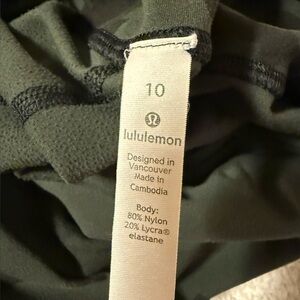 10
lululemon
Designed in
Vancouver
Made in
Cambodia
Body:
80% Nylon
20% Lycra®
elastane